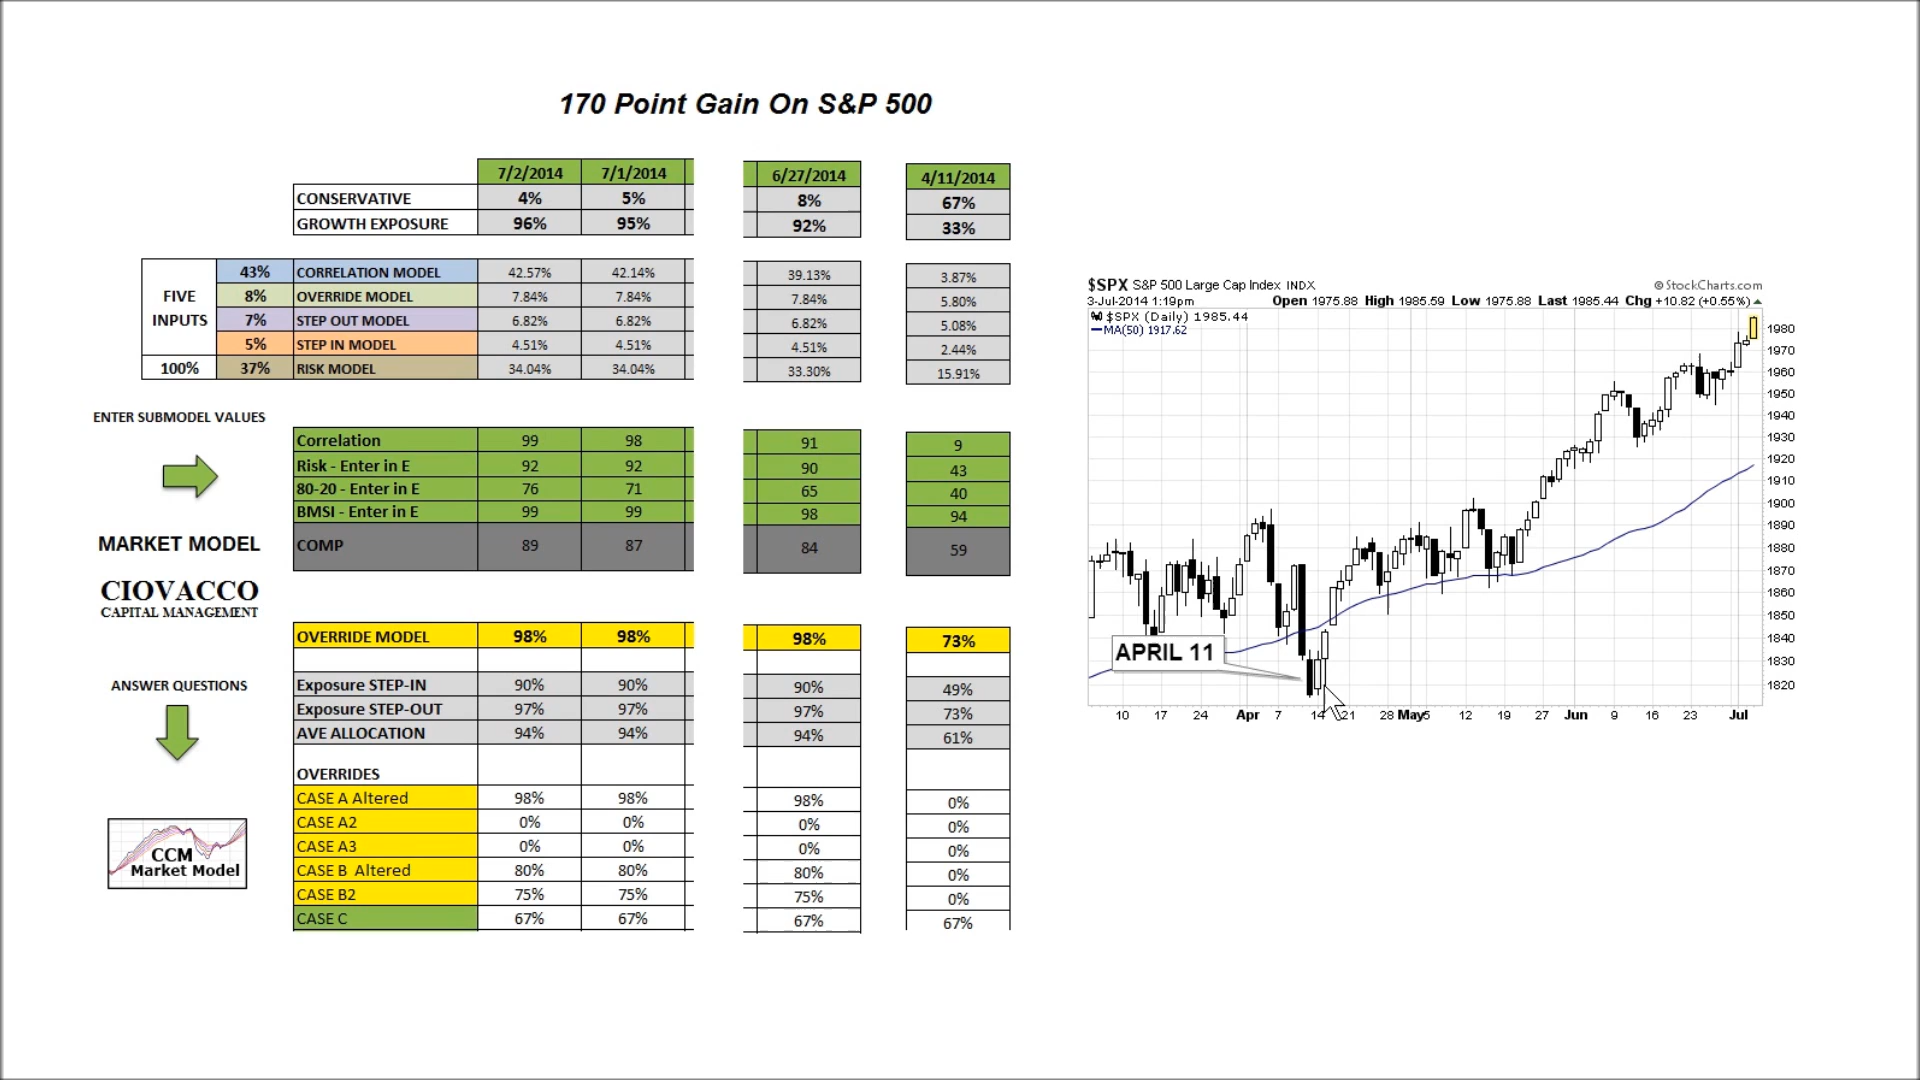 170 Point Gain On S&P 500
7/2/2014 7/1/2014 6/27/2014 4/11/2014
CONSERVATIVE 4% 5% 8% 67%
GROWTH EXPOSURE 96% 95% 92% 33%
FIVE INPUTS
43% CORRELATION MODEL 42.57% 42.14% 39.13% 3.87%
8% OVERRIDE MODEL 7.84% 7.84% 7.84% 5.80%
7% STEP OUT MODEL 6.82% 6.82% 6.82% 5.08%
5% STEP IN MODEL 4.51% 4.51% 4.51% 2.44%
100% 37% RISK MODEL 34.04% 34.04% 33.30% 15.91%
ENTER SUBMODEL VALUES
Correlation 99 98 91 9
Risk - Enter in E 92 92 90 43
80-20 - Enter in E 76 71 65 40
BMSI - Enter in E 99 99 98 94
MARKET MODEL
COMP 89 87 84 59
CIOVACCO
CAPITAL MANAGEMENT
OVERRIDE MODEL 98% 98% 98% 73%
ANSWER QUESTIONS
Exposure STEP-IN 90% 90% 90% 49%
Exposure STEP-OUT 97% 97% 97% 73%
AVE ALLOCATION 94% 94% 94% 61%
OVERRIDES
CASE A Altered 98% 98% 98% 0%
CASE A2 0% 0% 0% 0%
CASE A3 0% 0% 0% 0%
CASE B Altered 80% 80% 80% 0%
CASE B2 75% 75% 75% 0%
CASE C 67% 67% 67% 67%
CCM
Market Model
$SPX S&P 500 Large Cap Index INDX © StockCharts.com
3-Jul-2014 1:19pm Open 1975.88 High 1985.59 Low 1975.88 Last 1985.44 Chg +10.82 (+0.55%)
$SPX (Daily) 1985.44
MA(50) 1917.62
1980
1970
1960
1950
1940
1930
1920
1910
1900
1890
1880
1870
1860
1850
1840
1830
1820
APRIL 11
10 17 24 Apr 7 14 21 28 May 5 12 19 27 Jun 9 16 23 Jul